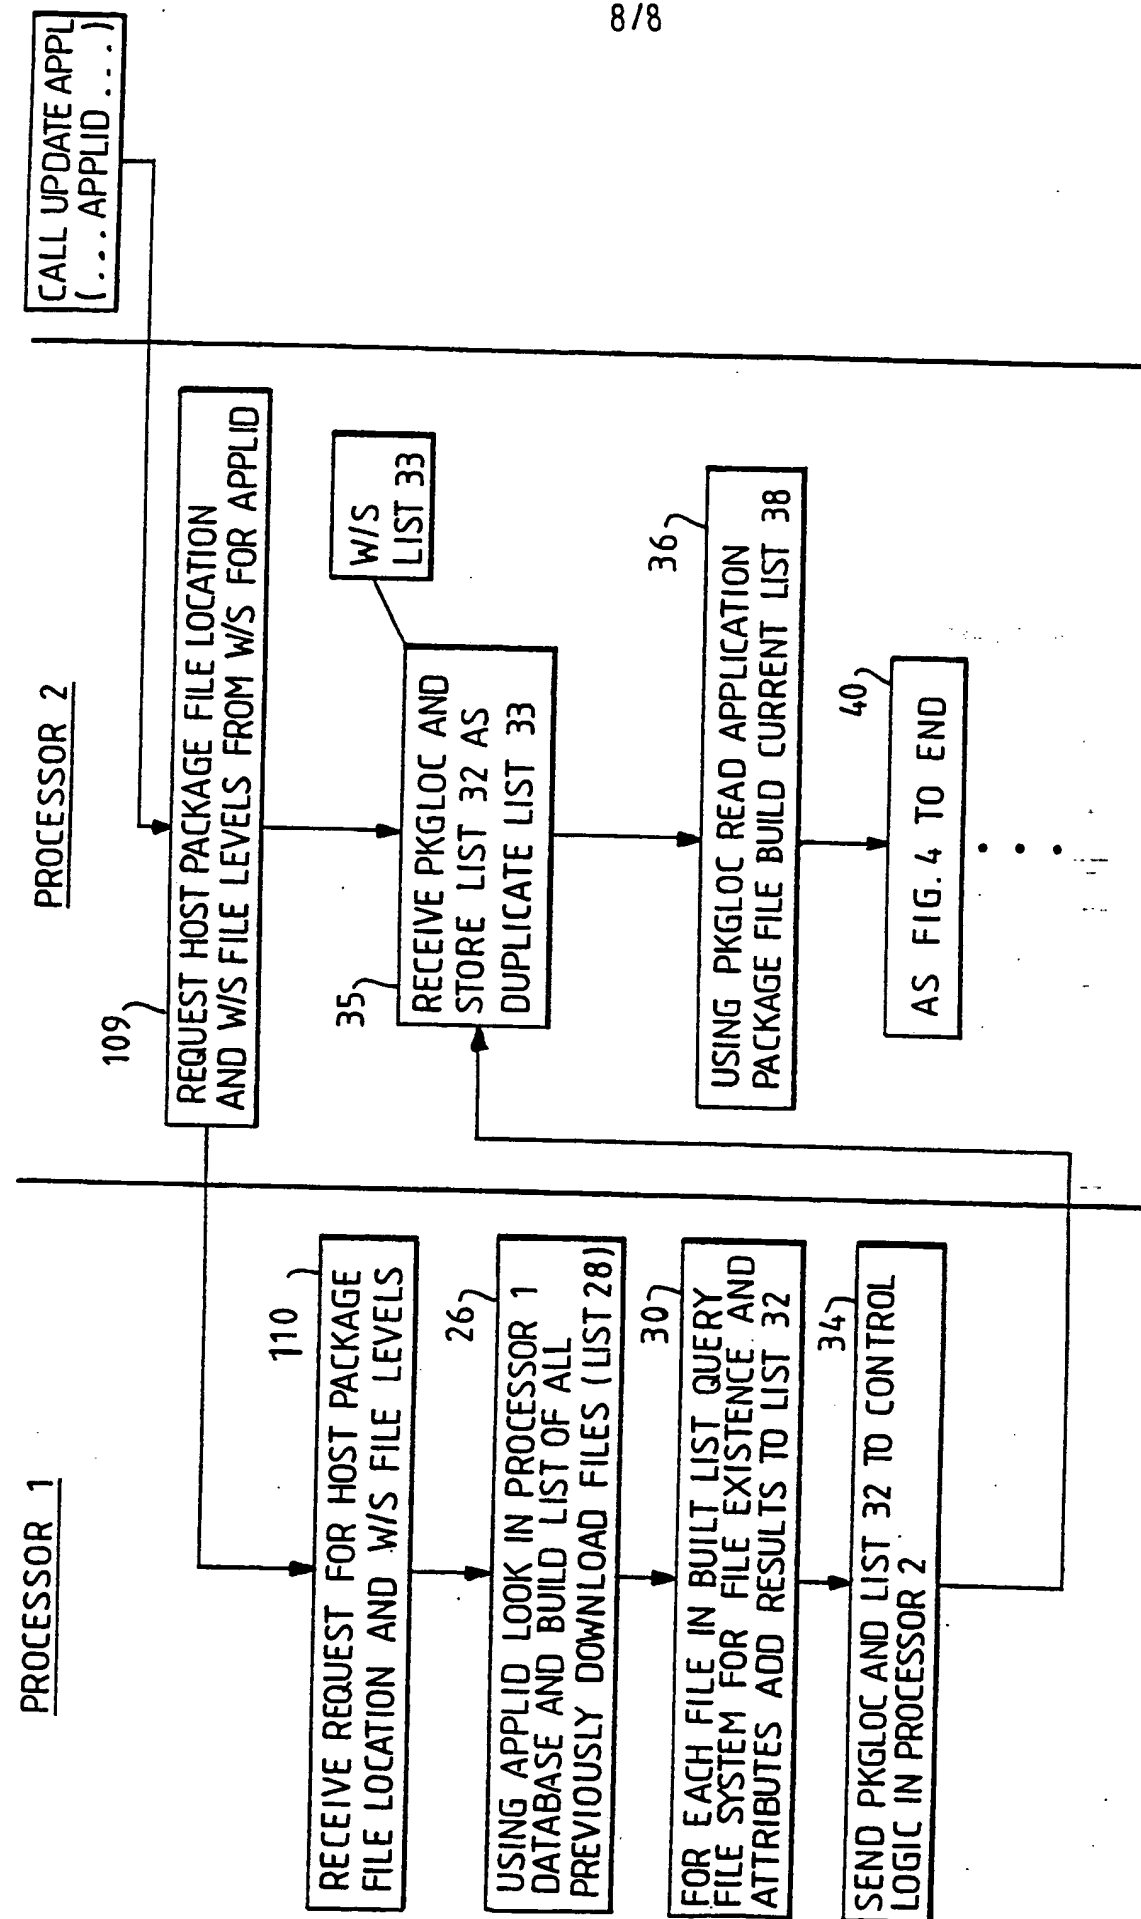 8/8
PROCESSOR 1
PROCESSOR 2
CALL UPDATE APPL
(... APPLID ...)
109
REQUEST HOST PACKAGE FILE LOCATION
AND W/S FILE LEVELS FROM W/S FOR APPLID
110
RECEIVE REQUEST FOR HOST PACKAGE
FILE LOCATION AND W/S FILE LEVELS
26
USING APPLID LOOK IN PROCESSOR 1
DATABASE AND BUILD LIST OF ALL
PREVIOUSLY DOWNLOAD FILES (LIST 28)
30
FOR EACH FILE IN BUILT LIST QUERY
FILE SYSTEM FOR FILE EXISTENCE AND
ATTRIBUTES ADD RESULTS TO LIST 32
34
SEND PKGLOC AND LIST 32 TO CONTROL
LOGIC IN PROCESSOR 2
35
RECEIVE PKGLOC AND
STORE LIST 32 AS
DUPLICATE LIST 33
W/S
LIST 33
36
USING PKGLOC READ APPLICATION
PACKAGE FILE BUILD CURRENT LIST 38
40
AS FIG. 4 TO END
. . .